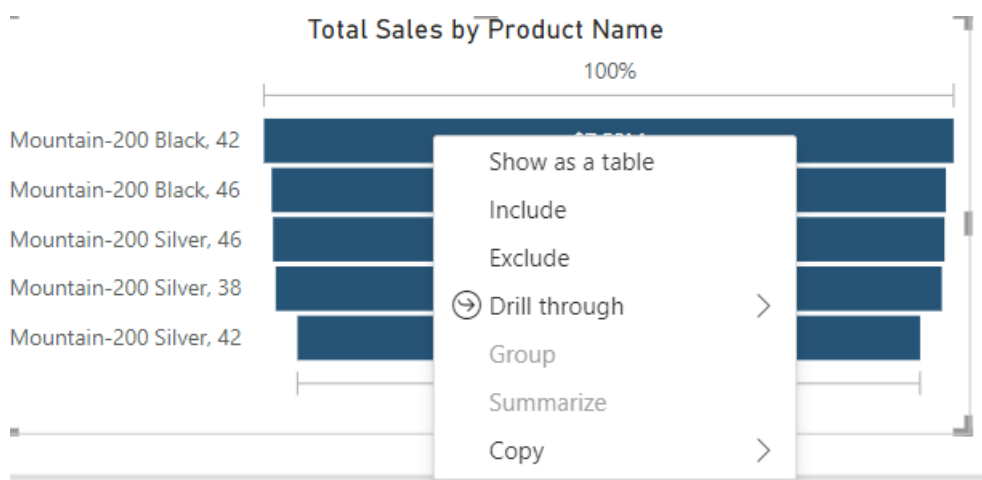 Total Sales by Product Name
100%
Mountain-200 Black, 42
Mountain-200 Black, 46
Mountain-200 Silver, 46
Mountain-200 Silver, 38
Mountain-200 Silver, 42
Show as a table
Include
Exclude
Drill through
Group
Summarize
Copy